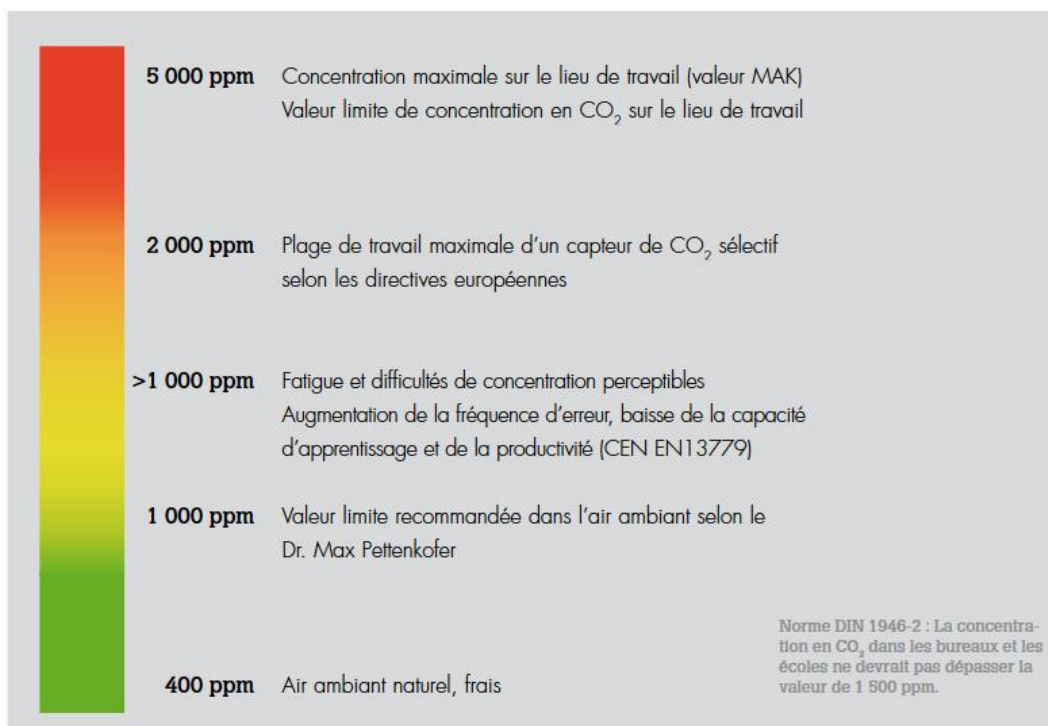 5 000 ppm Concentration maximale sur le lieu de travail (valeur MAK)
Valeur limite de concentration en CO₂ sur le lieu de travail
2 000 ppm Plage de travail maximale d'un capteur de CO₂ sélectif
selon les directives européennes
>1 000 ppm Fatigue et difficultés de concentration perceptibles
Augmentation de la fréquence d'erreur, baisse de la capacité
d'apprentissage et de la productivité (CEN EN13779)
1 000 ppm Valeur limite recommandée dans l'air ambiant selon le
Dr. Max Pettenkofer
400 ppm Air ambiant naturel, frais
Norme DIN 1946-2 : La concentra-
tion en CO₂ dans les bureaux et les
écoles ne devrait pas dépasser la
valeur de 1 500 ppm.